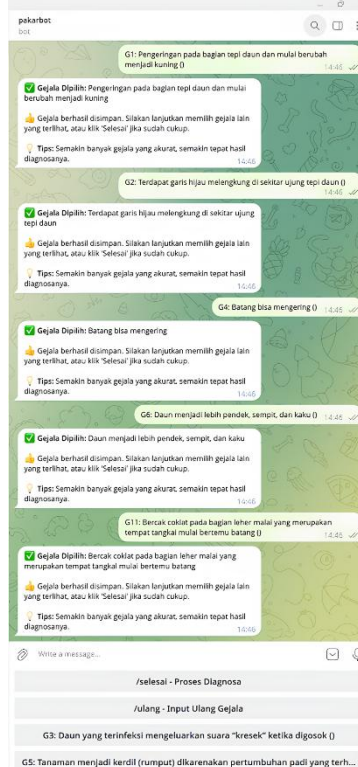 pakarbot
bot
G1: Pengeringan pada bagian tepi daun dan mulai berubah
menjadi kuning ()
14:46
✅ Gejala Dipilih: Pengeringan pada bagian tepi daun dan mulai
berubah menjadi kuning
👍 Gejala berhasil disimpan. Silakan lanjutkan memilih gejala lain
yang terlihat, atau klik 'Selesai' jika sudah cukup.
💡 Tips: Semakin banyak gejala yang akurat, semakin tepat hasil
diagnosanya.
14:46
G2: Terdapat garis hijau melengkung di sekitar ujung tepi daun ()
14:46
✅ Gejala Dipilih: Terdapat garis hijau melengkung di sekitar ujung
tepi daun
👍 Gejala berhasil disimpan. Silakan lanjutkan memilih gejala lain
yang terlihat, atau klik 'Selesai' jika sudah cukup.
💡 Tips: Semakin banyak gejala yang akurat, semakin tepat hasil
diagnosanya.
14:46
G4: Batang bisa mengering ()
14:46
✅ Gejala Dipilih: Batang bisa mengering
👍 Gejala berhasil disimpan. Silakan lanjutkan memilih gejala lain
yang terlihat, atau klik 'Selesai' jika sudah cukup.
💡 Tips: Semakin banyak gejala yang akurat, semakin tepat hasil
diagnosanya.
14:46
G6: Daun menjadi lebih pendek, sempit, dan kaku ()
14:46
✅ Gejala Dipilih: Daun menjadi lebih pendek, sempit, dan kaku
👍 Gejala berhasil disimpan. Silakan lanjutkan memilih gejala lain
yang terlihat, atau klik 'Selesai' jika sudah cukup.
💡 Tips: Semakin banyak gejala yang akurat, semakin tepat hasil
diagnosanya.
14:46
G11: Bercak coklat pada bagian leher malai yang merupakan
tempat tangkai mulai bertemu batang ()
14:46
✅ Gejala Dipilih: Bercak coklat pada bagian leher malai yang
merupakan tempat tangkai mulai bertemu batang
👍 Gejala berhasil disimpan. Silakan lanjutkan memilih gejala lain
yang terlihat, atau klik 'Selesai' jika sudah cukup.
💡 Tips: Semakin banyak gejala yang akurat, semakin tepat hasil
diagnosanya.
14:46
Write a message...
/selesai - Proses Diagnosa
/ulang - Input Ulang Gejala
G3: Daun yang terinfeksi mengeluarkan suara "kresek" ketika digosok ()
G5: Tanaman menjadi kerdil (rumput) dikarenakan pertumbuhan padi yang terh...